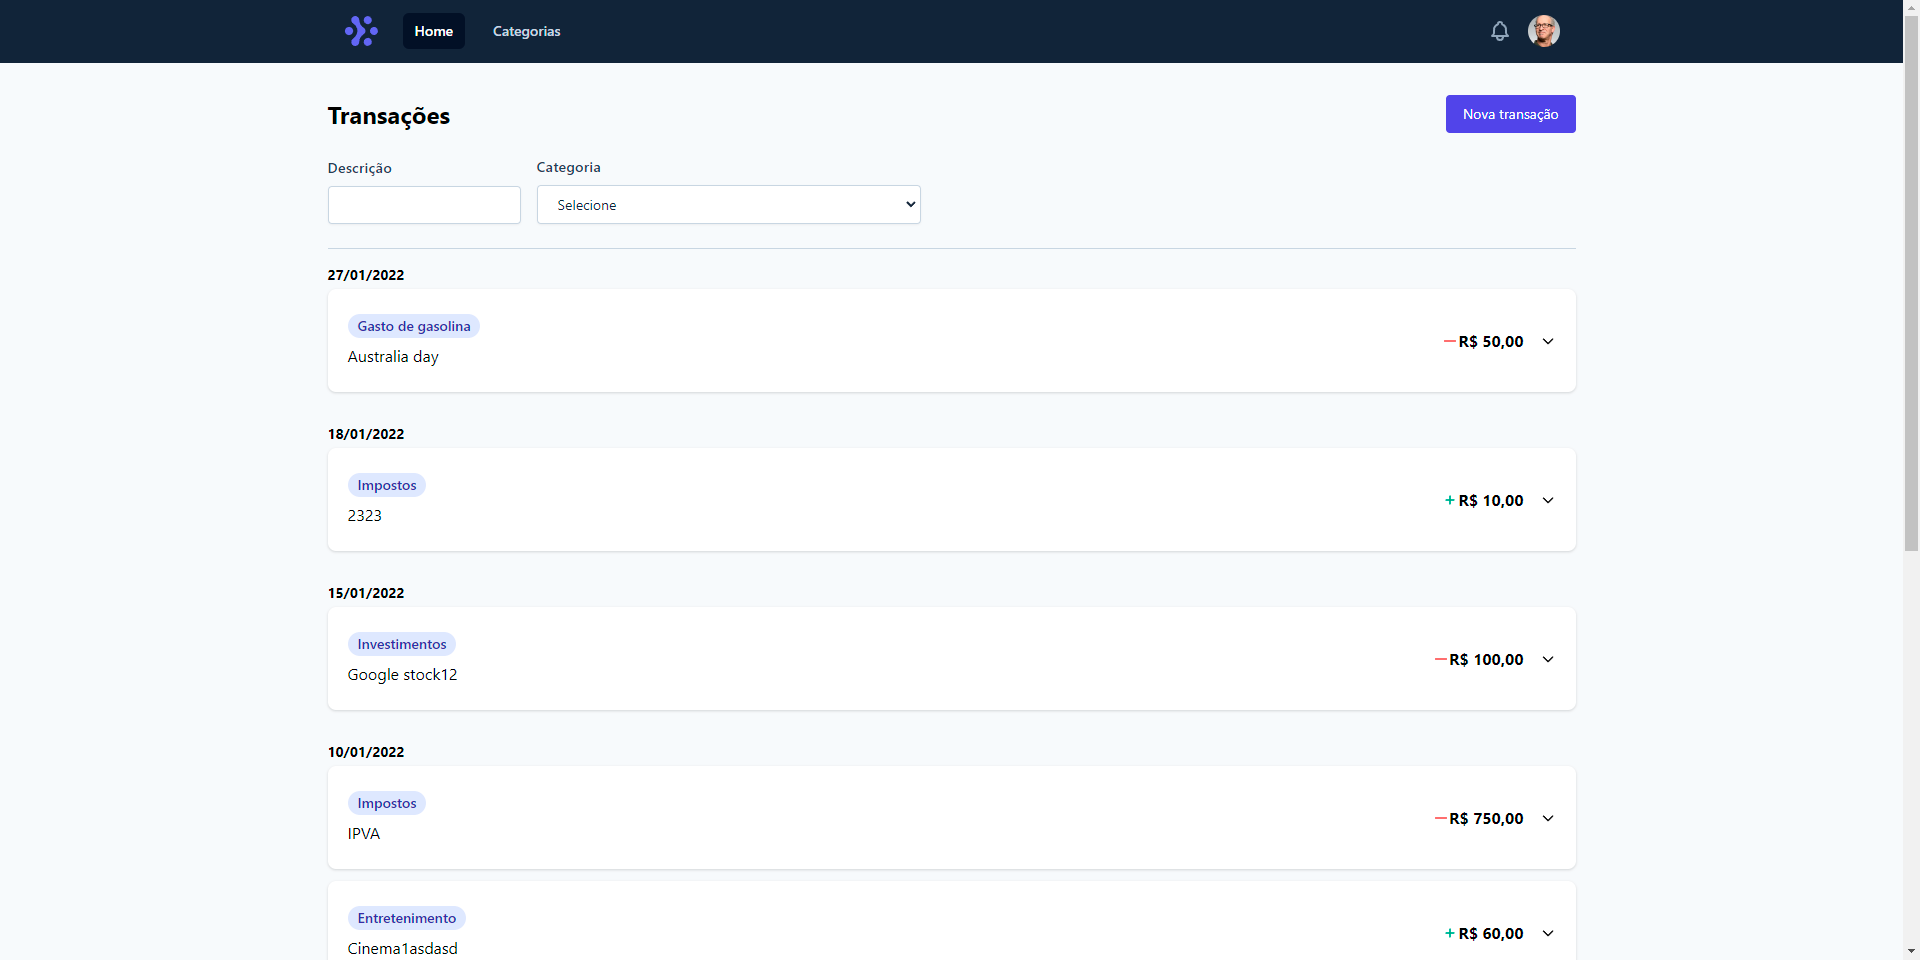 Home
Categorias
Transações
Nova transação
Descrição
Categoria
Selecione
27/01/2022
Gasto de gasolina
Australia day
— R$ 50,00
18/01/2022
Impostos
2323
+ R$ 10,00
15/01/2022
Investimentos
Google stock12
— R$ 100,00
10/01/2022
Impostos
IPVA
— R$ 750,00
Entretenimento
Cinema1asdasd
+ R$ 60,00